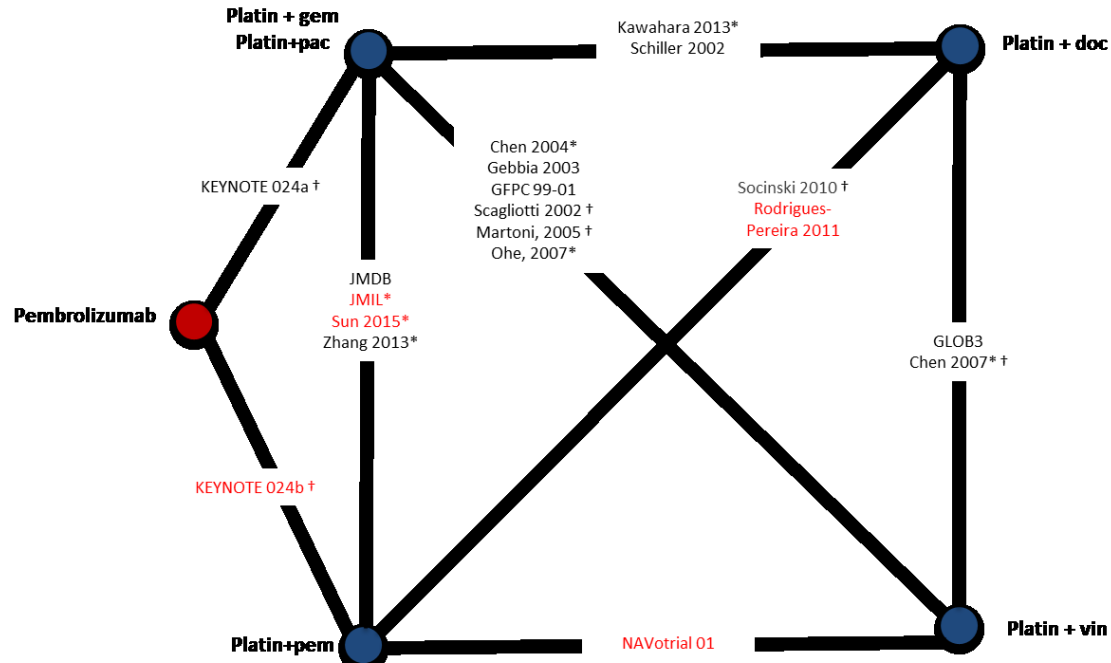 Platin + gem
Platin+pac
Kawahara 2013*
Schiller 2002
Platin + doc
KEYNOTE 024a †
Chen 2004*
Gebbia 2003
GFPC 99-01
Scagliotti 2002 †
Martoni, 2005 †
Ohe, 2007*
Socinski 2010 †
Rodrigues-
Pereira 2011
JMDB
JMIL*
Sun 2015*
Zhang 2013*
Pembrolizumab
GLOB3
Chen 2007* †
KEYNOTE 024b †
Platin+pem
NAVotrial 01
Platin + vin